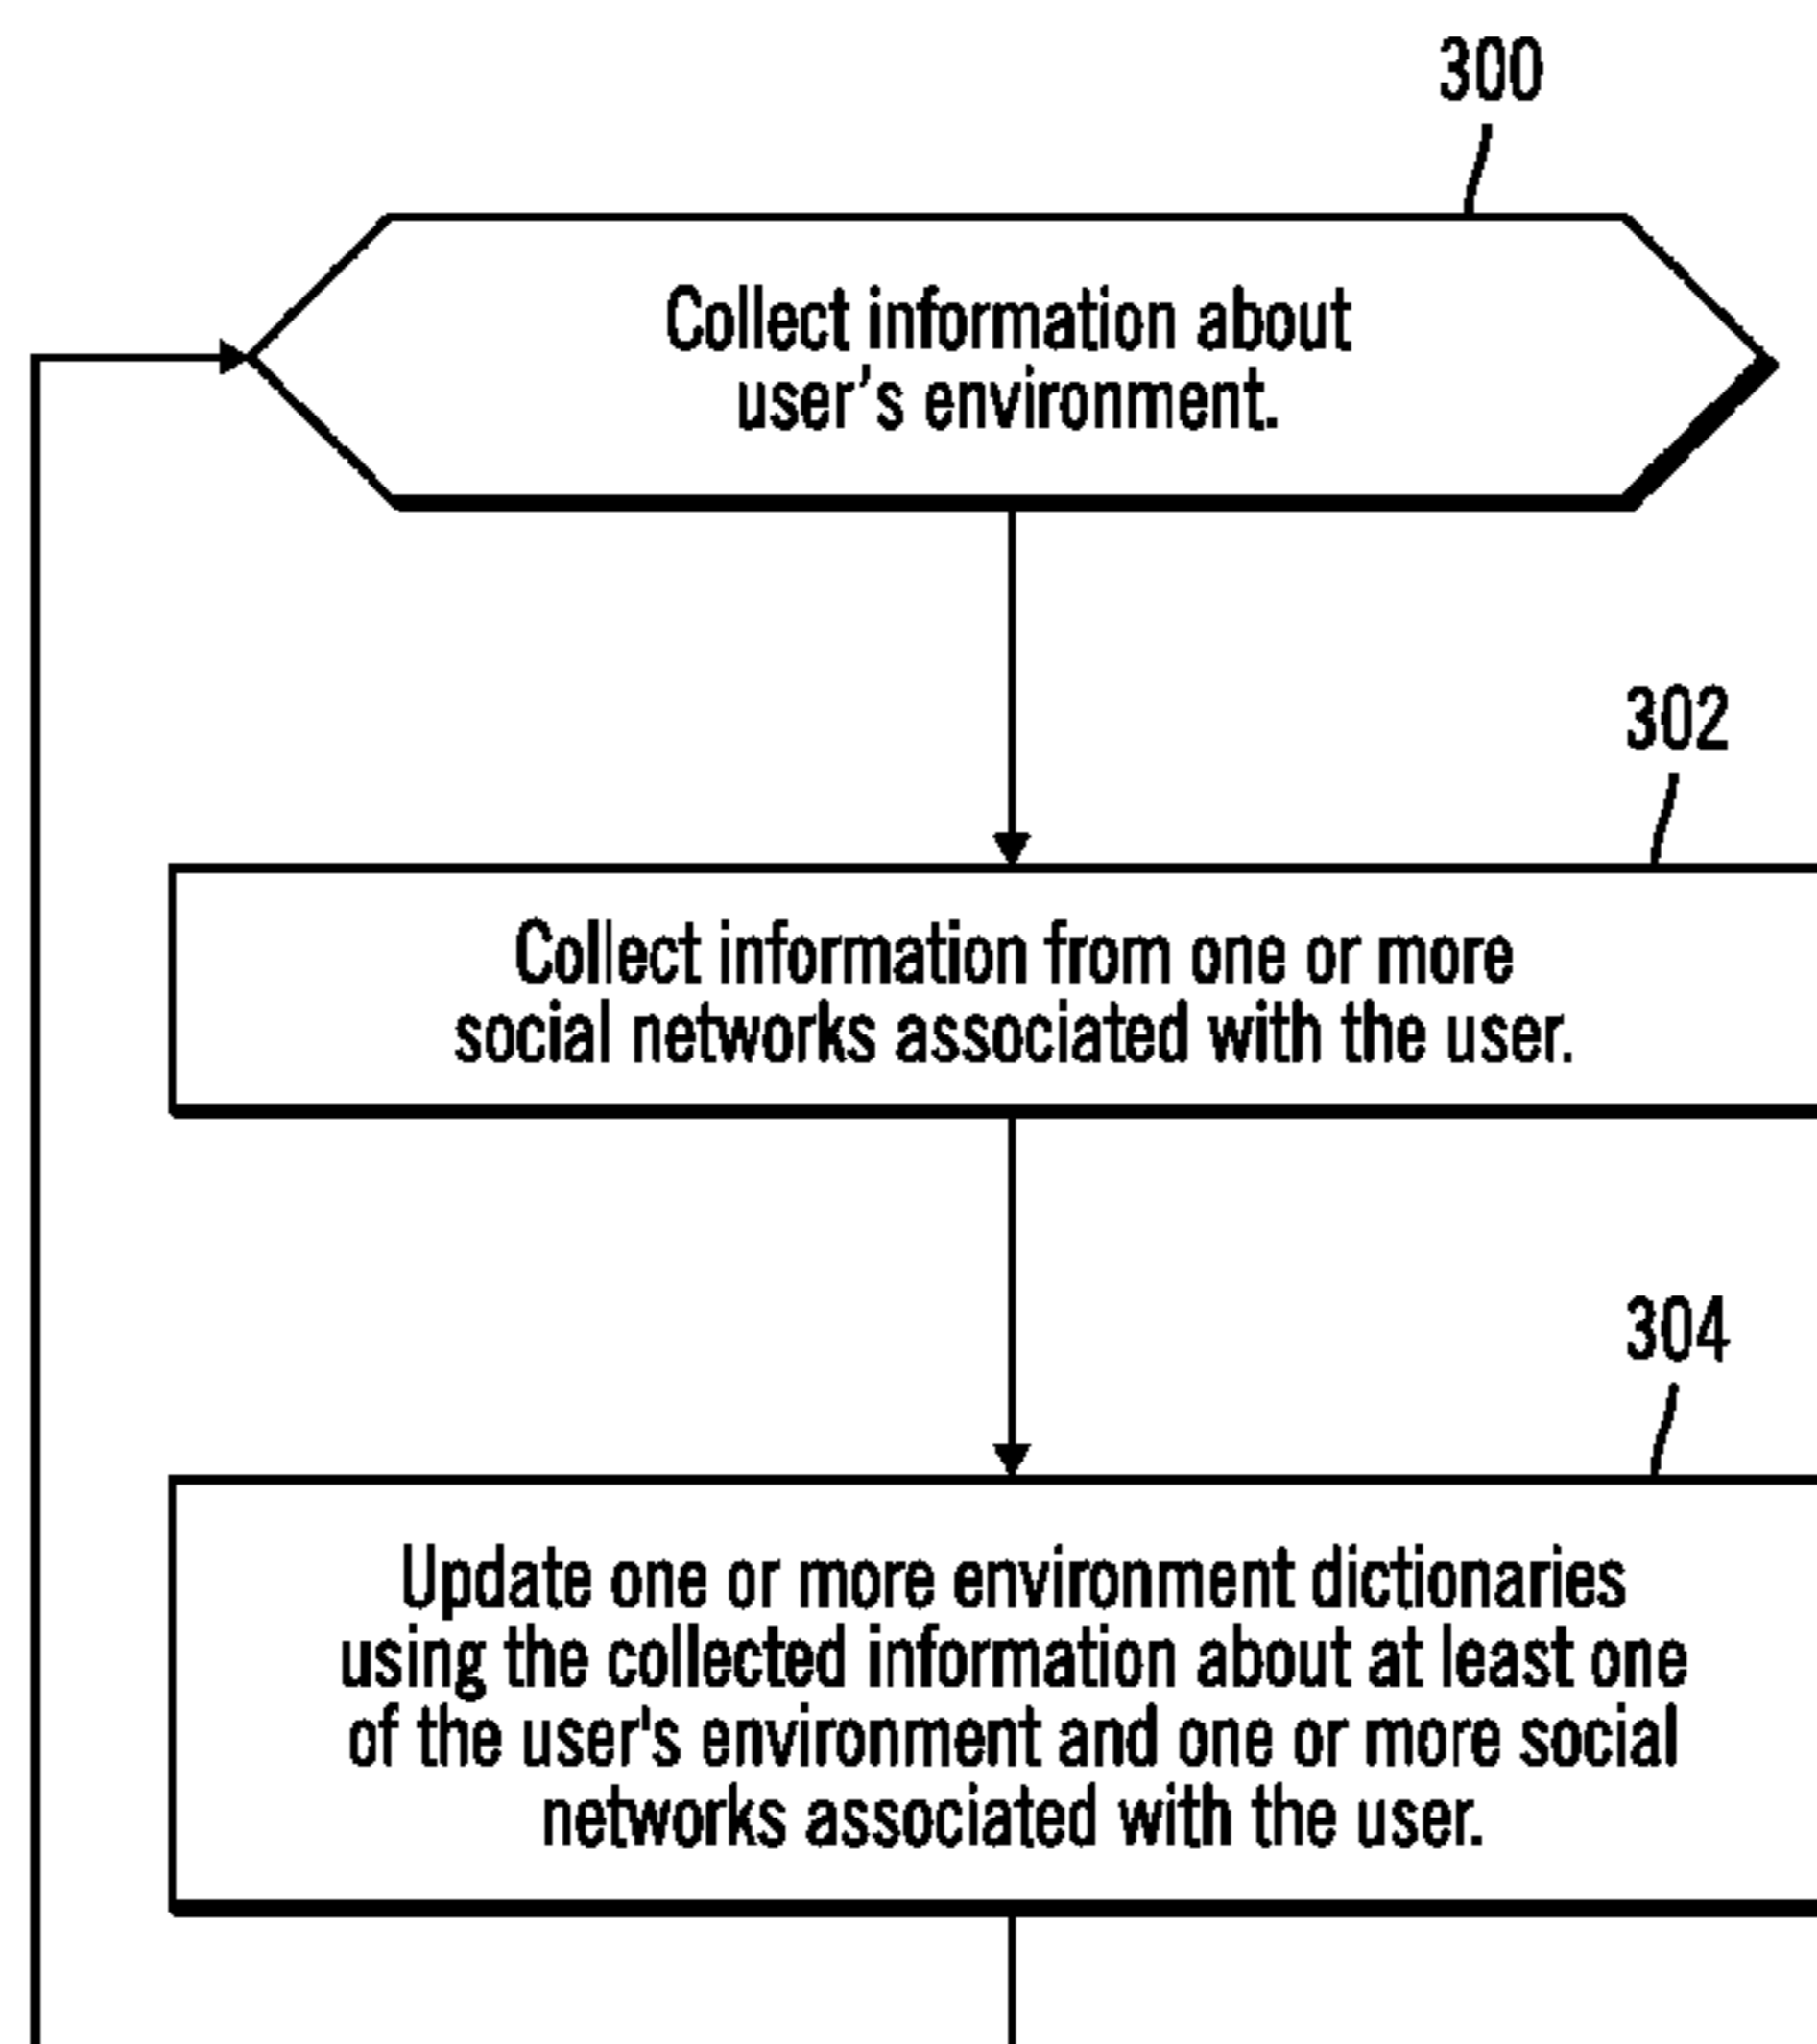 300
Collect information about
user’s environment.
302
Collect information from one or more
social networks associated with the user.
304
Update one or more environment dictionaries
using the collected information about at least one
of the user's environment and one or more social
networks associated with the user.